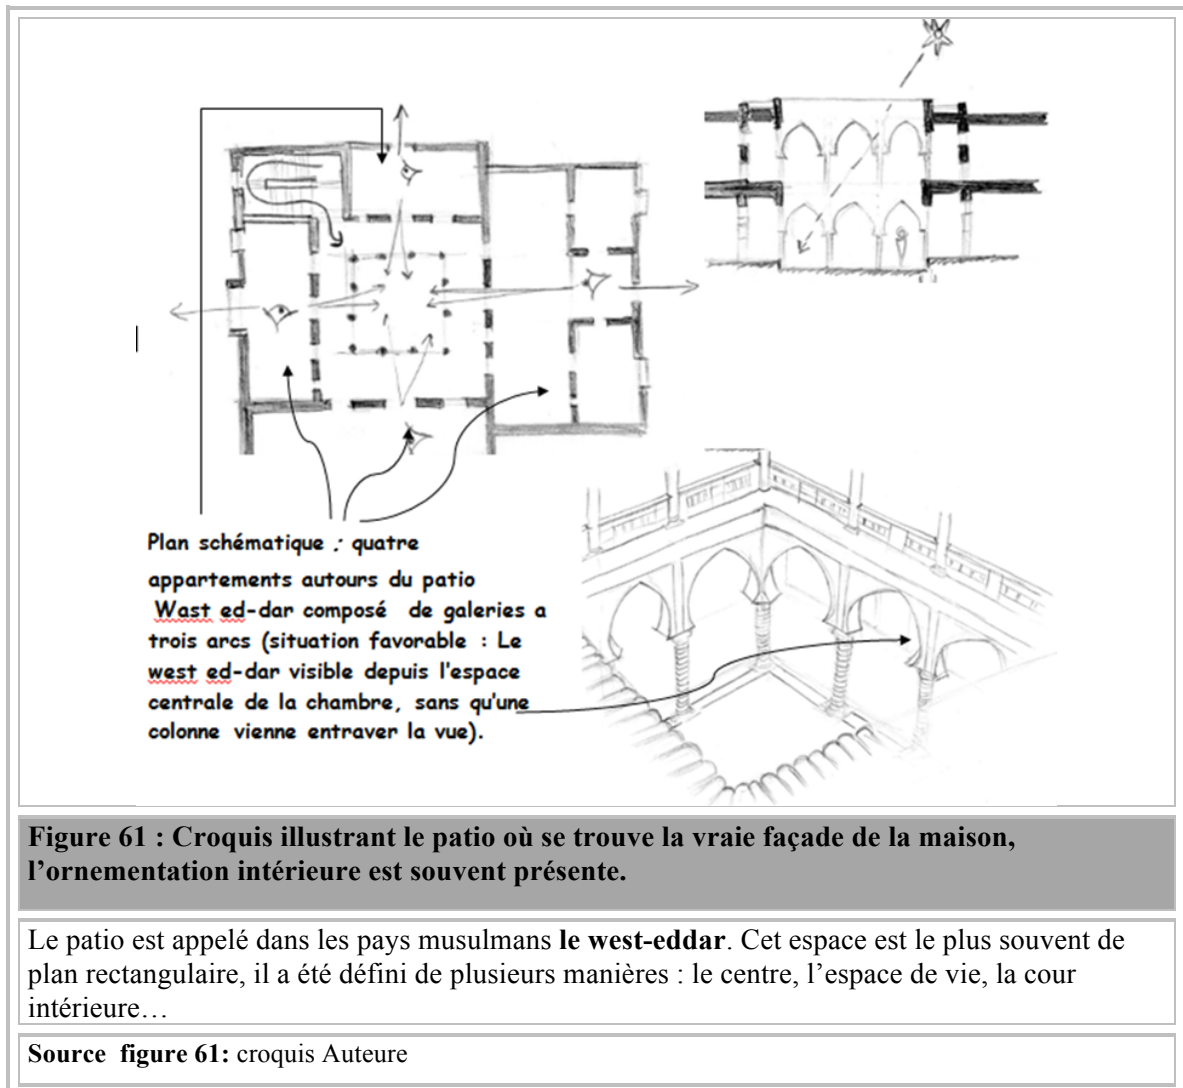 Plan schématique : quatre
appartements autours du patio
Wast ed-dar composé de galeries a
trois arcs (situation favorable : Le
west ed-dar visible depuis l'espace
centrale de la chambre, sans qu'une
colonne vienne entraver la vue).
Figure 61 : Croquis illustrant le patio où se trouve la vraie façade de la maison,
l'ornementation intérieure est souvent présente.
Le patio est appelé dans les pays musulmans le west-eddar. Cet espace est le plus souvent de
plan rectangulaire, il a été défini de plusieurs manières : le centre, l'espace de vie, la cour
intérieure…
Source figure 61: croquis Auteure